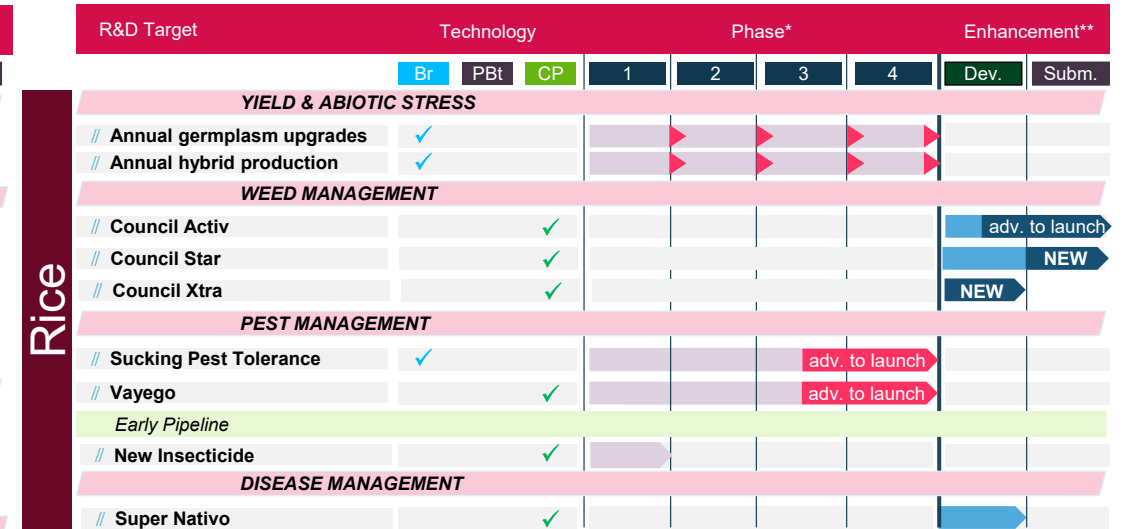 R&D Target Technology Phase* Enhancement**
Br PBt CP 1 2 3 4 Dev. Subm.
Rice
YIELD & ABIOTIC STRESS
// Annual germplasm upgrades ✓
// Annual hybrid production ✓
WEED MANAGEMENT
// Council Activ ✓ adv. to launch
// Council Star ✓ NEW
// Council Xtra ✓ NEW
PEST MANAGEMENT
// Sucking Pest Tolerance ✓ adv. to launch
// Vayego ✓ adv. to launch
Early Pipeline
// New Insecticide ✓
DISEASE MANAGEMENT
// Super Nativo ✓